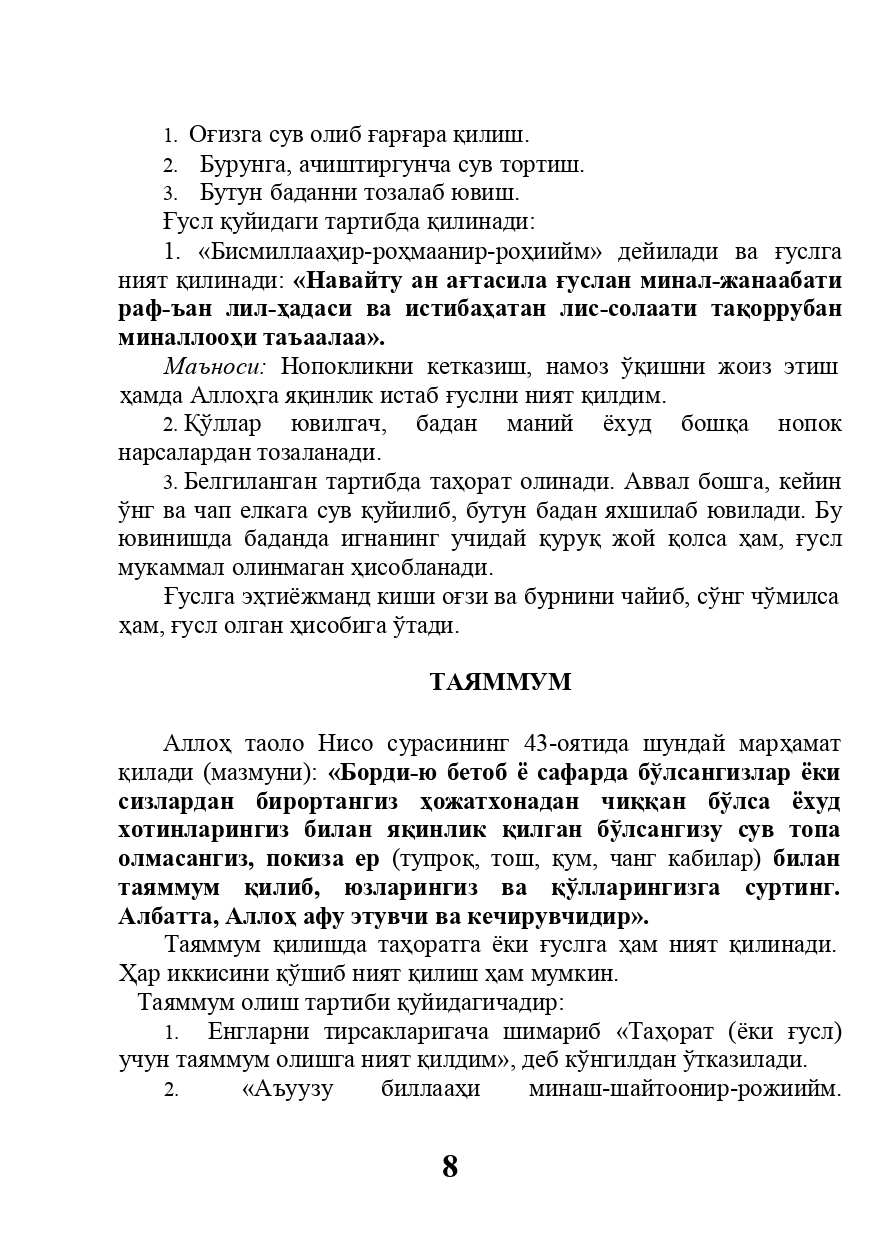 1. Оғизга сув олиб ғарғара қилиш.
2. Бурунга, ачиштиргунча сув тортиш.
3. Бутун баданни тозалаб ювиш.
Ғусл қуйидаги тартибда қилинади:
1. «Бисмиллааҳир-роҳмаанир-роҳиийм» дейилади ва ғуслга
ният қилинади: «Навайту ан ағтасила ғуслан минал-жанаабати
раф-ъан лил-ҳадаси ва истибаҳатан лис-солаати тақоррубан
миналлооҳи таъаалаа».
Маъноси: Нопокликни кетказиш, намоз ўқишни жоиз этиш
ҳамда Аллоҳга яқинлик истаб ғуслни ният қилдим.
2. Қўллар ювилгач, бадан маний ёхуд бошқа нопок
нарсалардан тозаланади.
3. Белгиланган тартибда таҳорат олинади. Аввал бошга, кейин
ўнг ва чап елкага сув қуйилиб, бутун бадан яхшилаб ювилади. Бу
ювинишда баданда игнанинг учидай қуруқ жой қолса ҳам, ғусл
мукаммал олинмаган ҳисобланади.
Ғуслга эҳтиёжманд киши оғзи ва бурнини чайиб, сўнг чўмилса
ҳам, ғусл олган ҳисобига ўтади.
ТАЯММУМ
Аллоҳ таоло Нисо сурасининг 43-оятида шундай марҳамат
қилади (мазмуни): «Борди-ю бетоб ё сафарда бўлсангизлар ёки
сизлардан бирортангиз ҳожатхонадан чиққан бўлса ёхуд
хотинларингиз билан яқинлик қилган бўлсангизу сув топа
олмасангиз, покиза ер (тупроқ, тош, қум, чанг кабилар) билан
таяммум қилиб, юзларингиз ва қўлларингизга суртинг.
Албатта, Аллоҳ афу этувчи ва кечирувчидир».
Таяммум қилишда таҳоратга ёки ғуслга ҳам ният қилинади.
Ҳар иккисини қўшиб ният қилиш ҳам мумкин.
Таяммум олиш тартиби қуйидагичадир:
1. Енгларни тирсакларигача шимариб «Таҳорат (ёки ғусл)
учун таяммум олишга ният қилдим», деб кўнгилдан ўтказилади.
2. «Аъуузу биллааҳи минаш-шайтоонир-рожиийм.
8